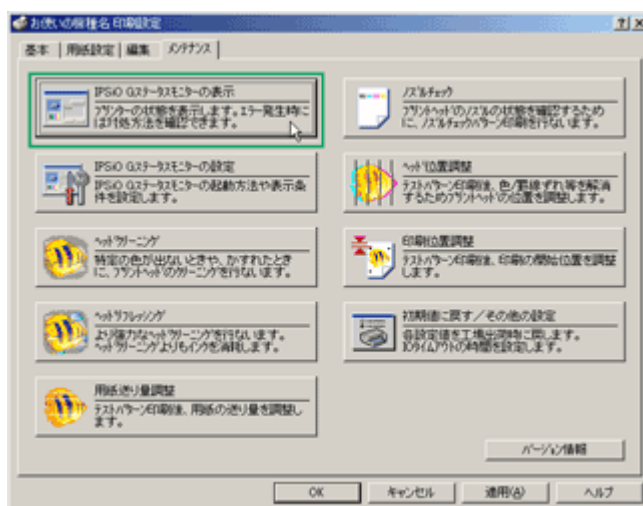 お使いの機種名 印刷設定
基本
用紙設定
編集
メンテナンス
IPSiO Gステータスモニターの表示
プリンターの状態を表示します。エラー発生時に
は対処方法を確認できます。
ノズルチェック
プリントヘッドのノズルの状態を確認するため
に、ノズルチェックパターン印刷を行ないます。
IPSiO Gステータスモニターの設定
IPSiO Gステータスモニターの起動方法や表示条
件を設定します。
ヘッド位置調整
テストパターン印刷後、色/罫線ずれ等を解消
するためプリントヘッドの位置を調整します。
ヘッドクリーニング
特定の色が出ないときや、かすれたとき
に、プリントヘッドのクリーニングを行ないます。
印刷位置調整
テストパターン印刷後、印刷の開始位置を調整
します。
ヘッドリフレッシング
より強力なヘッドクリーニングを行ないます。
ヘッドクリーニングよりもインクを消耗します。
初期値に戻す/その他の設定
各設定値を工場出荷時に戻します。
IOタイムアウトの時間を設定します。
用紙送り量調整
テストパターン印刷後、用紙の送り量を調整し
ます。
バージョン情報
OK
キャンセル
適用(A)
ヘルプ